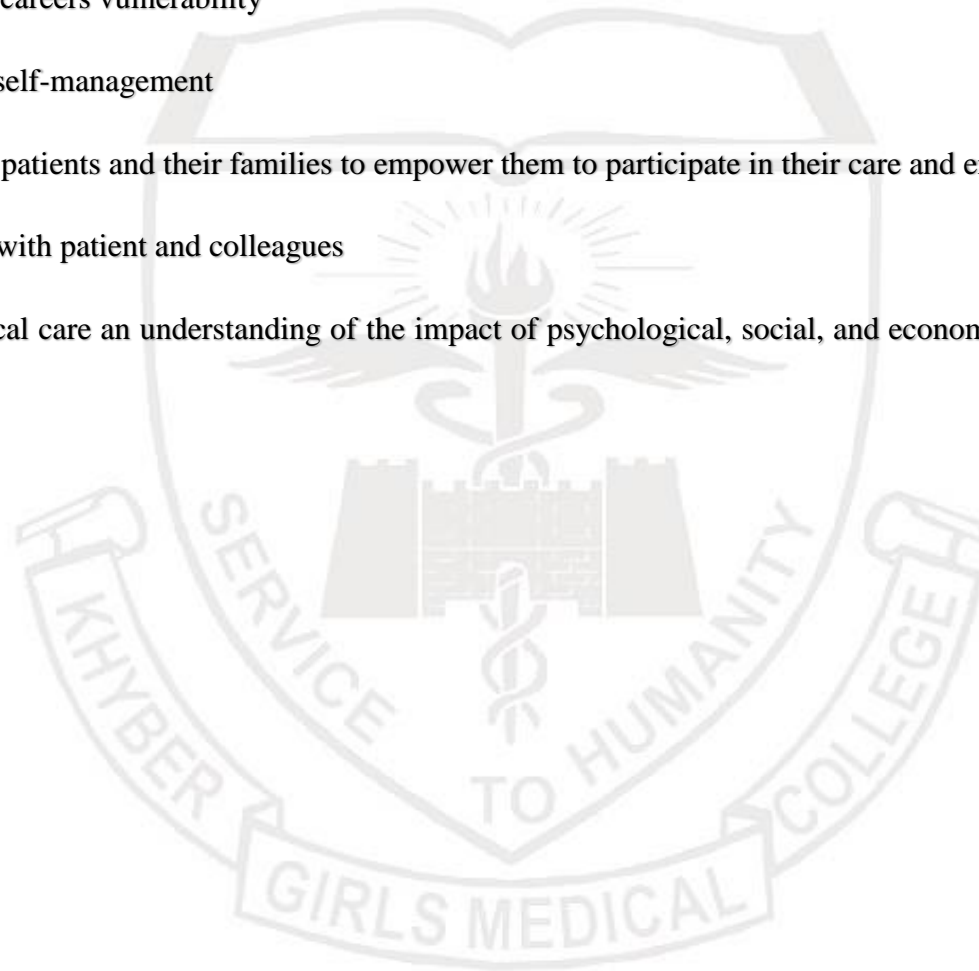 careers vulnerability
self-management
patients and their families to empower them to participate in their care and e
with patient and colleagues
cal care an understanding of the impact of psychological, social, and econom
SERVICE
TO
HUMANITY
KHYBER
GIRLS MEDICAL
COLLEGE